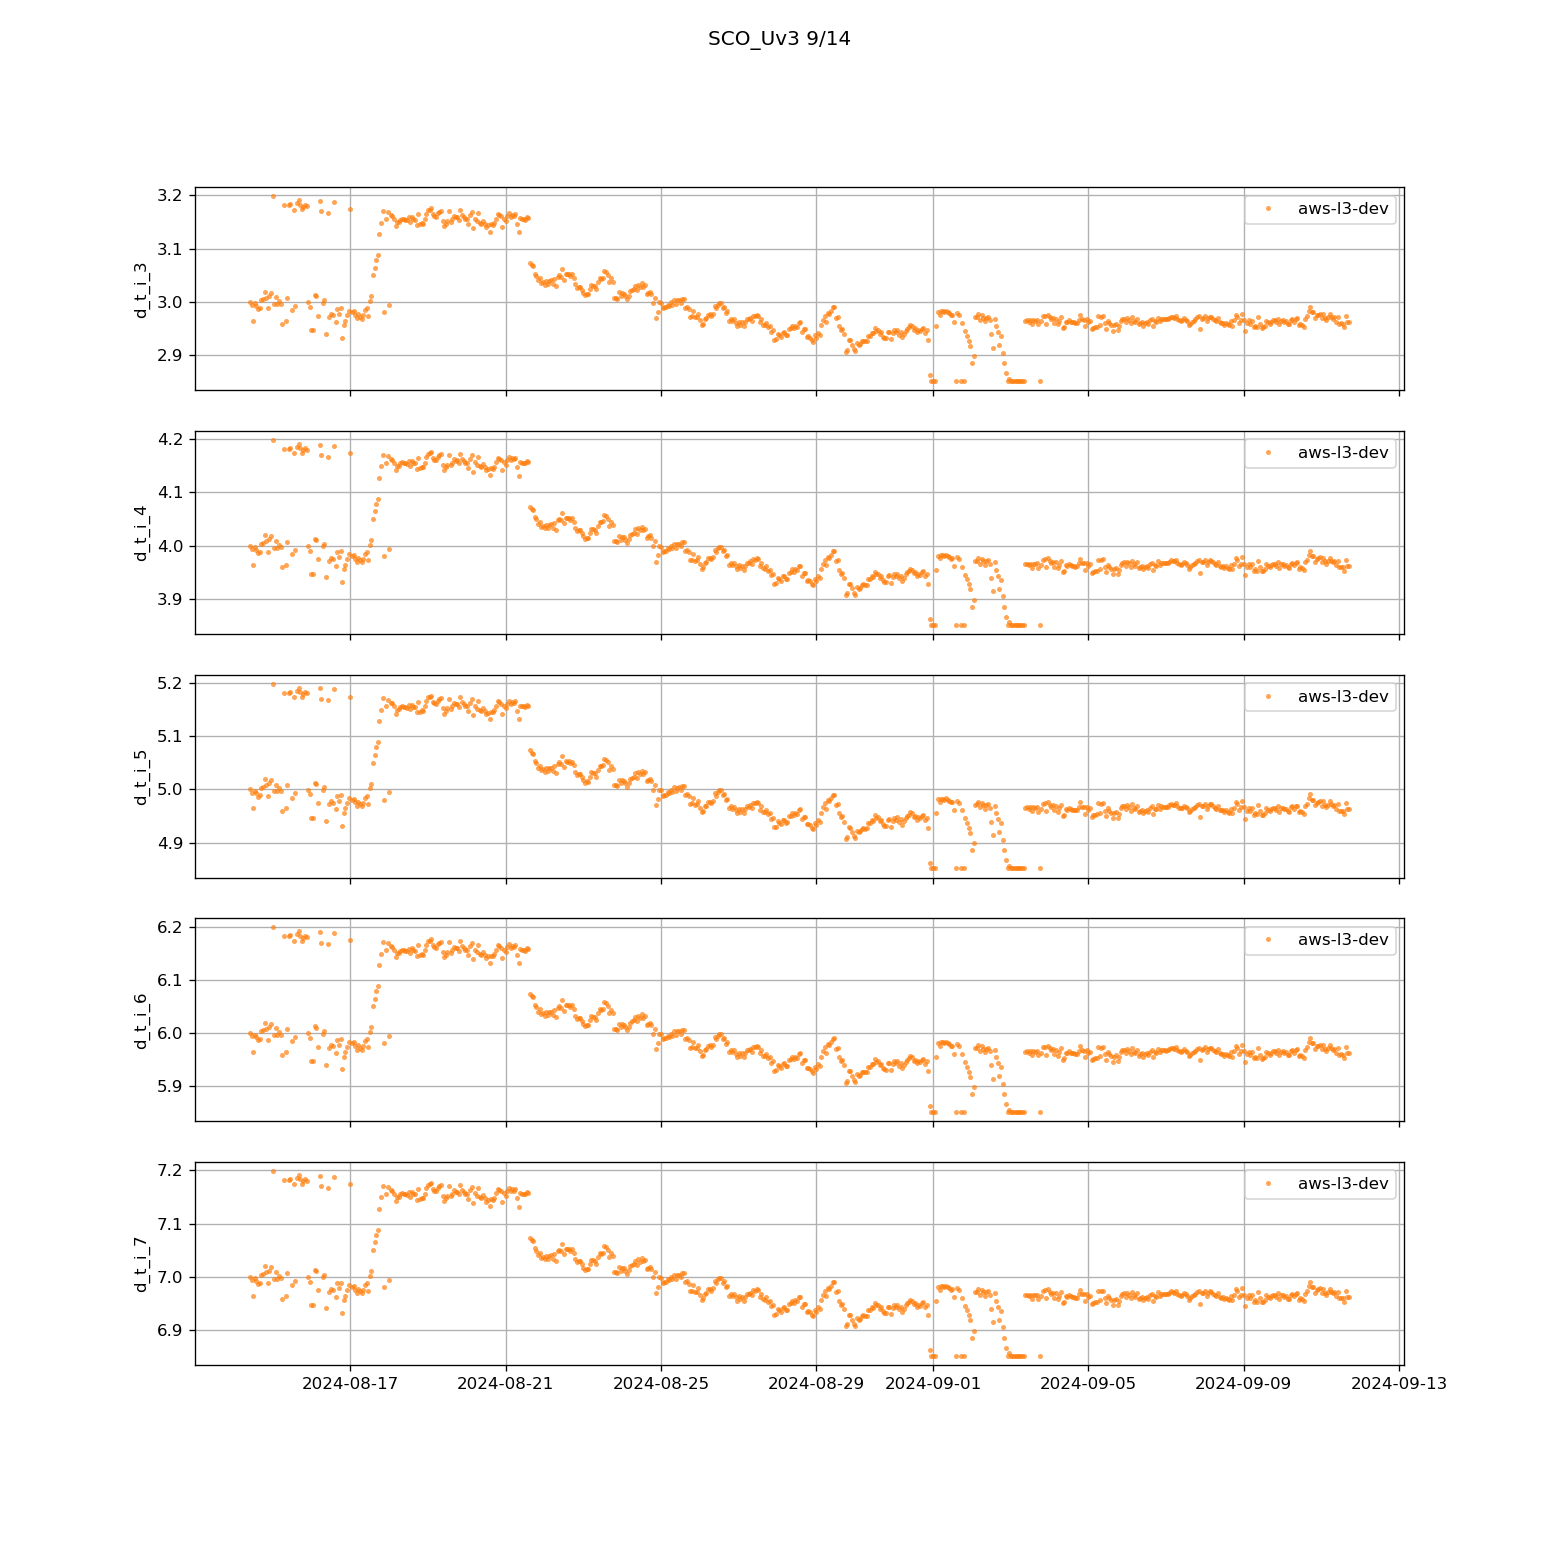 SCO_Uv3 9/14
3.2
3.1
3.0
2.9
d_t_i_3
aws-l3-dev
4.2
4.1
4.0
3.9
d_t_i_4
aws-l3-dev
5.2
5.1
5.0
4.9
d_t_i_5
aws-l3-dev
6.2
6.1
6.0
5.9
d_t_i_6
aws-l3-dev
7.2
7.1
7.0
6.9
d_t_i_7
aws-l3-dev
2024-08-17 2024-08-21 2024-08-25 2024-08-29 2024-09-01 2024-09-05 2024-09-09 2024-09-13